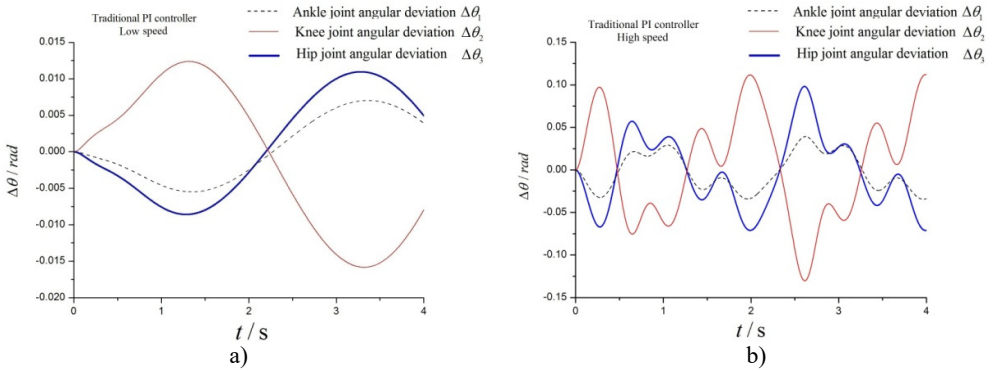 Traditional PI controller
Low speed
Ankle joint angular deviation Δθ₁
Knee joint angular deviation Δθ₂
Hip joint angular deviation Δθ₃
0.015
0.010
0.005
0.000
-0.005
-0.010
-0.015
-0.020
Δθ / rad
0 1 2 3 4
t / s
a)
Traditional PI controller
High speed
Ankle joint angular deviation Δθ₁
Knee joint angular deviation Δθ₂
Hip joint angular deviation Δθ₃
0.15
0.10
0.05
0.00
-0.05
-0.10
-0.15
Δθ / rad
0 1 2 3 4
t / s
b)